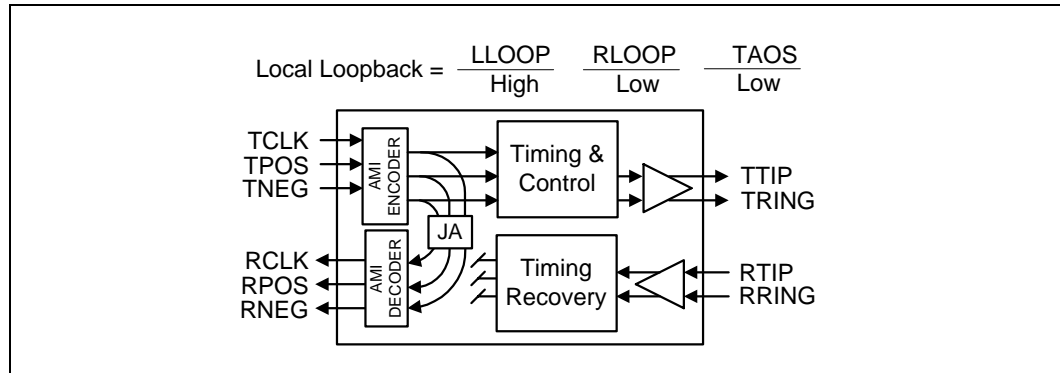 Local Loopback = LLOOP RLOOP TAOS
High Low Low
TCLK
TPOS
TNEG
AMI
ENCODER
Timing &
Control
TTIP
TRING
JA
RCLK
RPOS
RNEG
AMI
DECODER
Timing
Recovery
RTIP
RRING